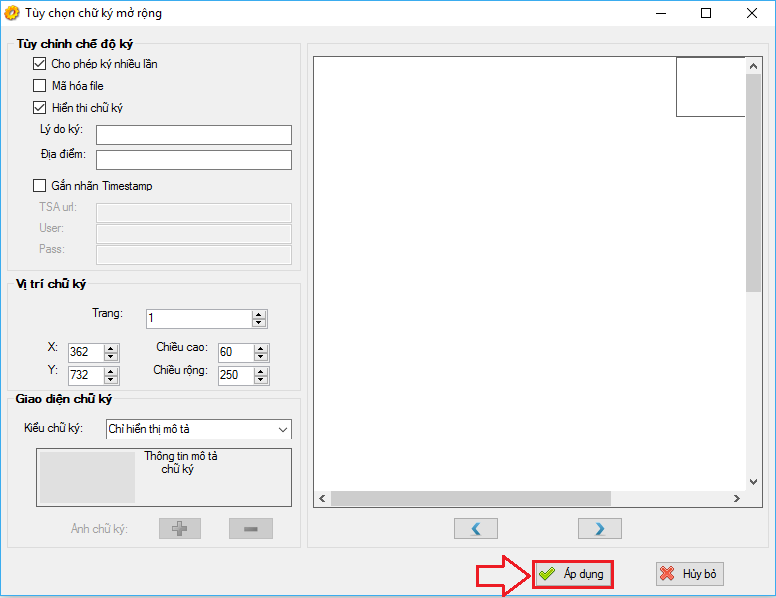 Tùy chọn chữ ký mở rộng
Tùy chỉnh chế độ ký
Cho phép ký nhiều lần
Mã hóa file
Hiển thị chữ ký
Lý do ký:
Địa điểm:
Gắn nhãn Timestamp
TSA url:
User:
Pass:
Vị trí chữ ký
Trang: 1
X: 362 Chiều cao: 60
Y: 732 Chiều rộng: 250
Giao diện chữ ký
Kiểu chữ ký: Chỉ hiển thị mô tả
Thông tin mô tả
chữ ký
Ảnh chữ ký:
Áp dụng Hủy bỏ